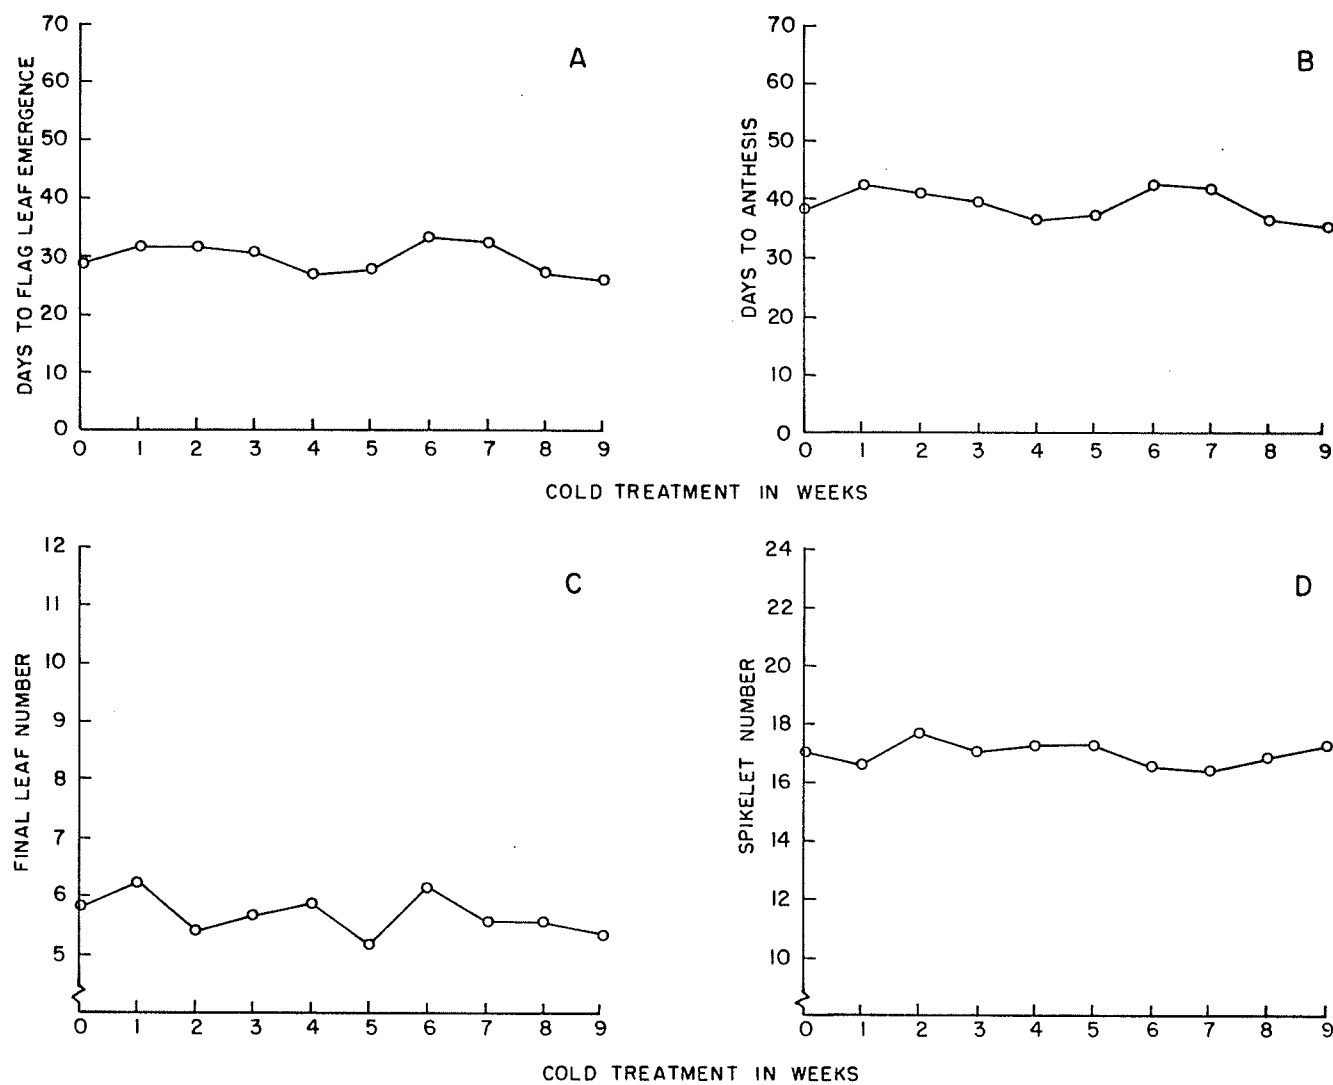 A
DAYS TO FLAG LEAF EMERGENCE
70
60
50
40
30
20
10
0
0 1 2 3 4 5 6 7 8 9
B
DAYS TO ANTHESIS
70
60
50
40
30
20
10
0
0 1 2 3 4 5 6 7 8 9
COLD TREATMENT IN WEEKS
C
FINAL LEAF NUMBER
12
11
10
9
8
7
6
5
0 1 2 3 4 5 6 7 8 9
D
SPIKELET NUMBER
24
22
20
18
16
14
12
10
0 1 2 3 4 5 6 7 8 9
COLD TREATMENT IN WEEKS